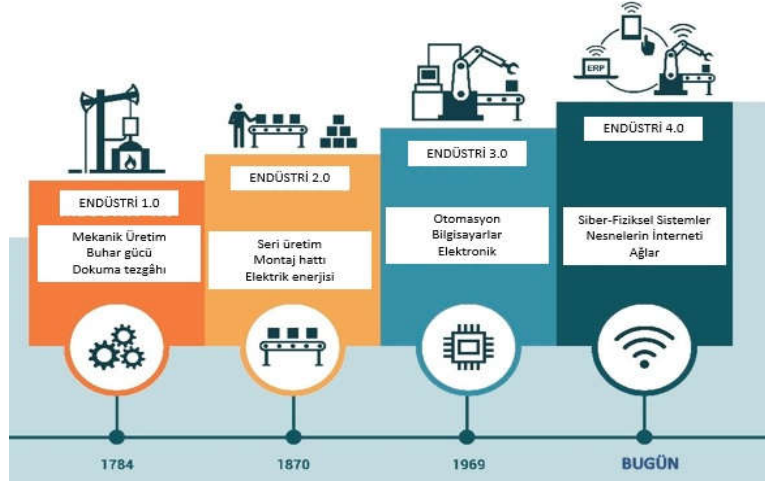 ERP
ENDÜSTRİ 1.0
Mekanik Üretim
Buhar gücü
Dokuma tezgâhı
ENDÜSTRİ 2.0
Seri üretim
Montaj hattı
Elektrik enerjisi
ENDÜSTRİ 3.0
Otomasyon
Bilgisayarlar
Elektronik
ENDÜSTRİ 4.0
Siber-Fiziksel Sistemler
Nesnelerin İnterneti
Ağlar
1784
1870
1969
BUGÜN